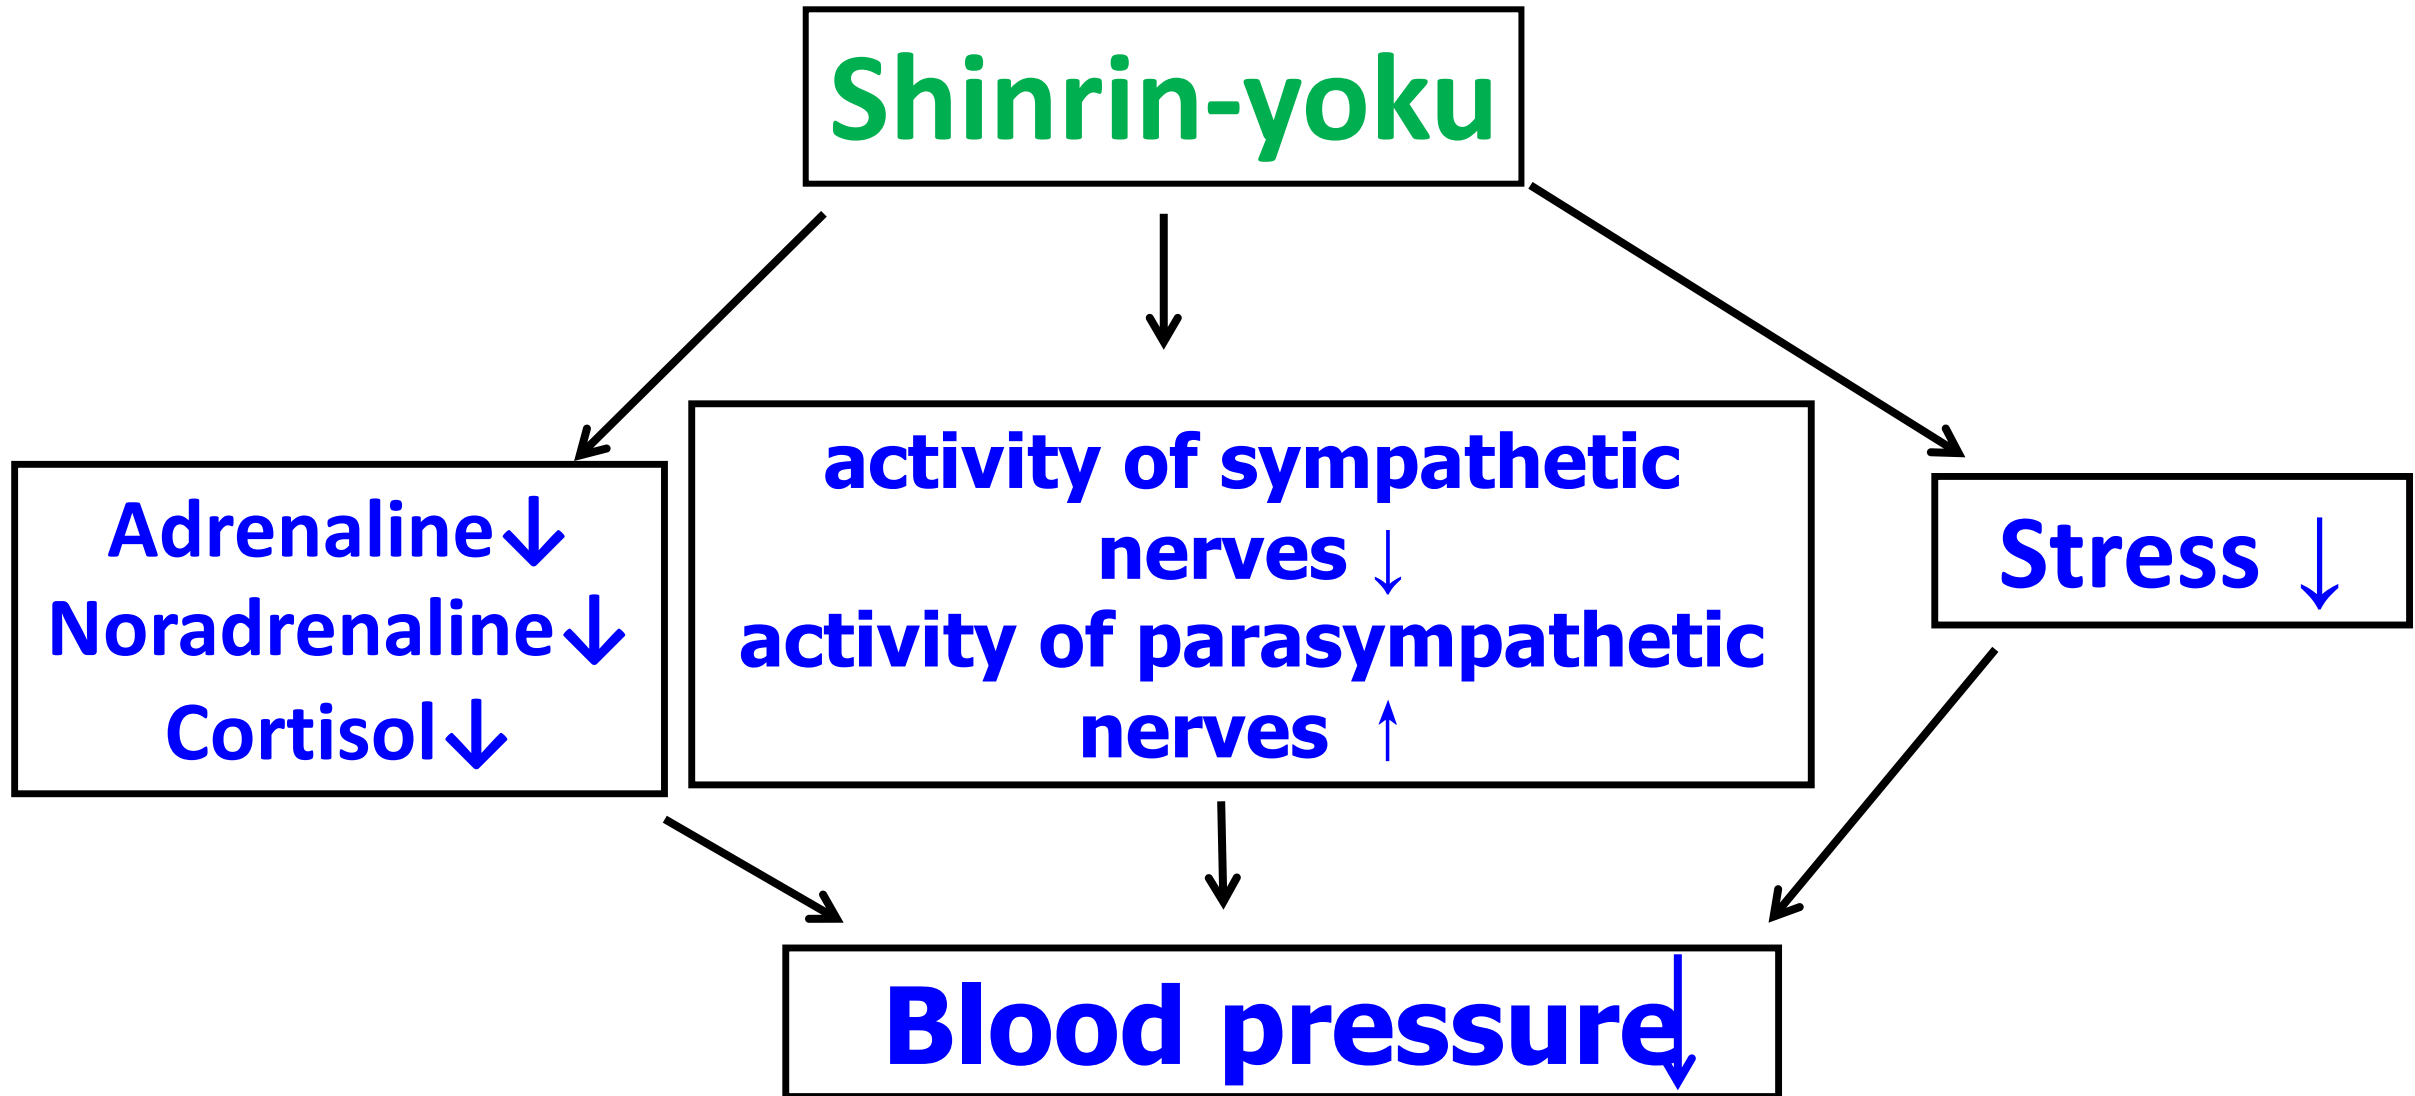 Shinrin-yoku
Adrenaline↓
Noradrenaline↓
Cortisol↓
activity of sympathetic
nerves ↓
activity of parasympathetic
nerves ↑
Stress ↓
Blood pressure↓